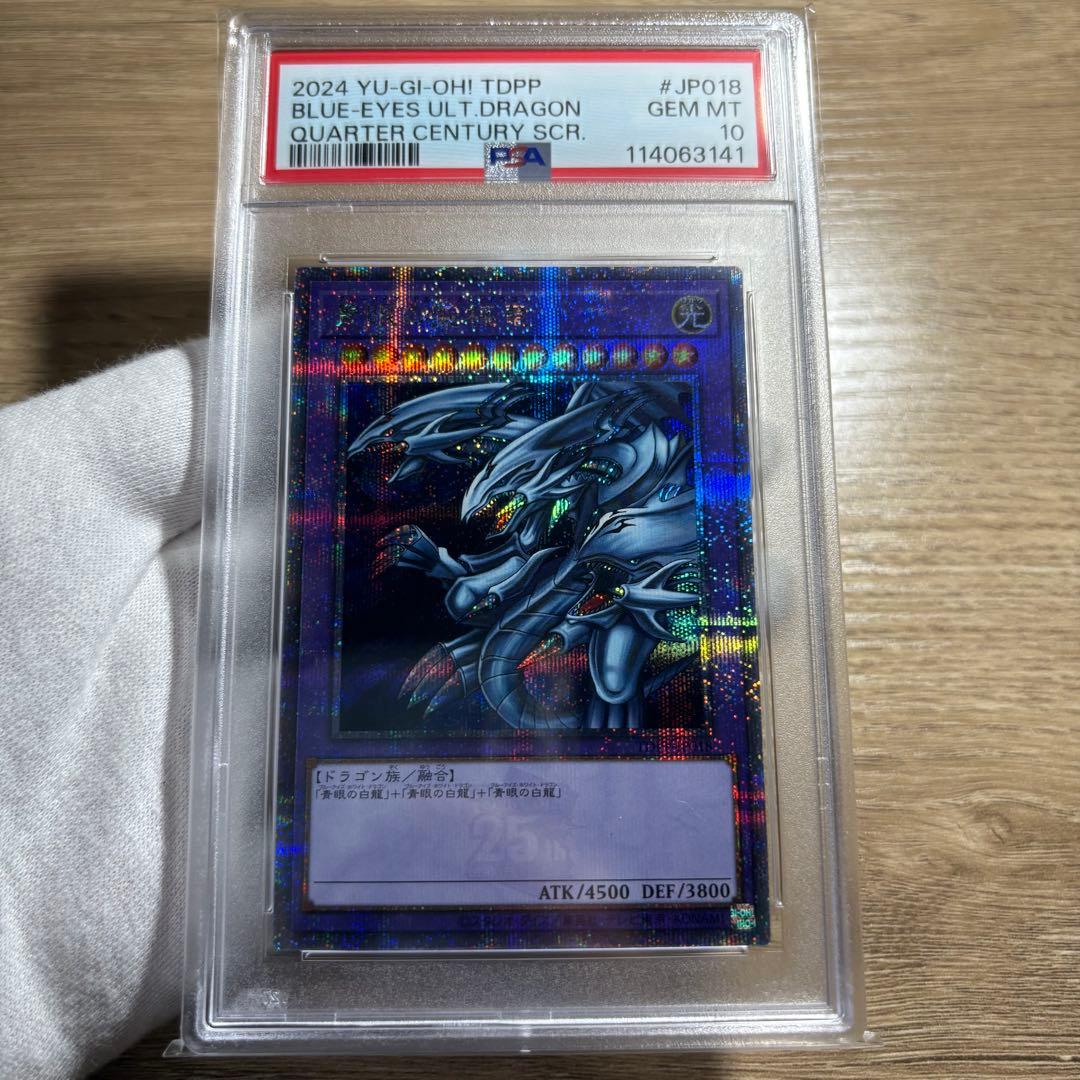 2024 YU-GI-OH! TDPP #JP018
BLUE-EYES ULT.DRAGON GEM MT
QUARTER CENTURY SCR. 10
PSA 114063141
光
【ドラゴン族／融合】
「青眼の白龍」+「青眼の白龍」+「青眼の白龍」
25th
ATK/4500 DEF/3800